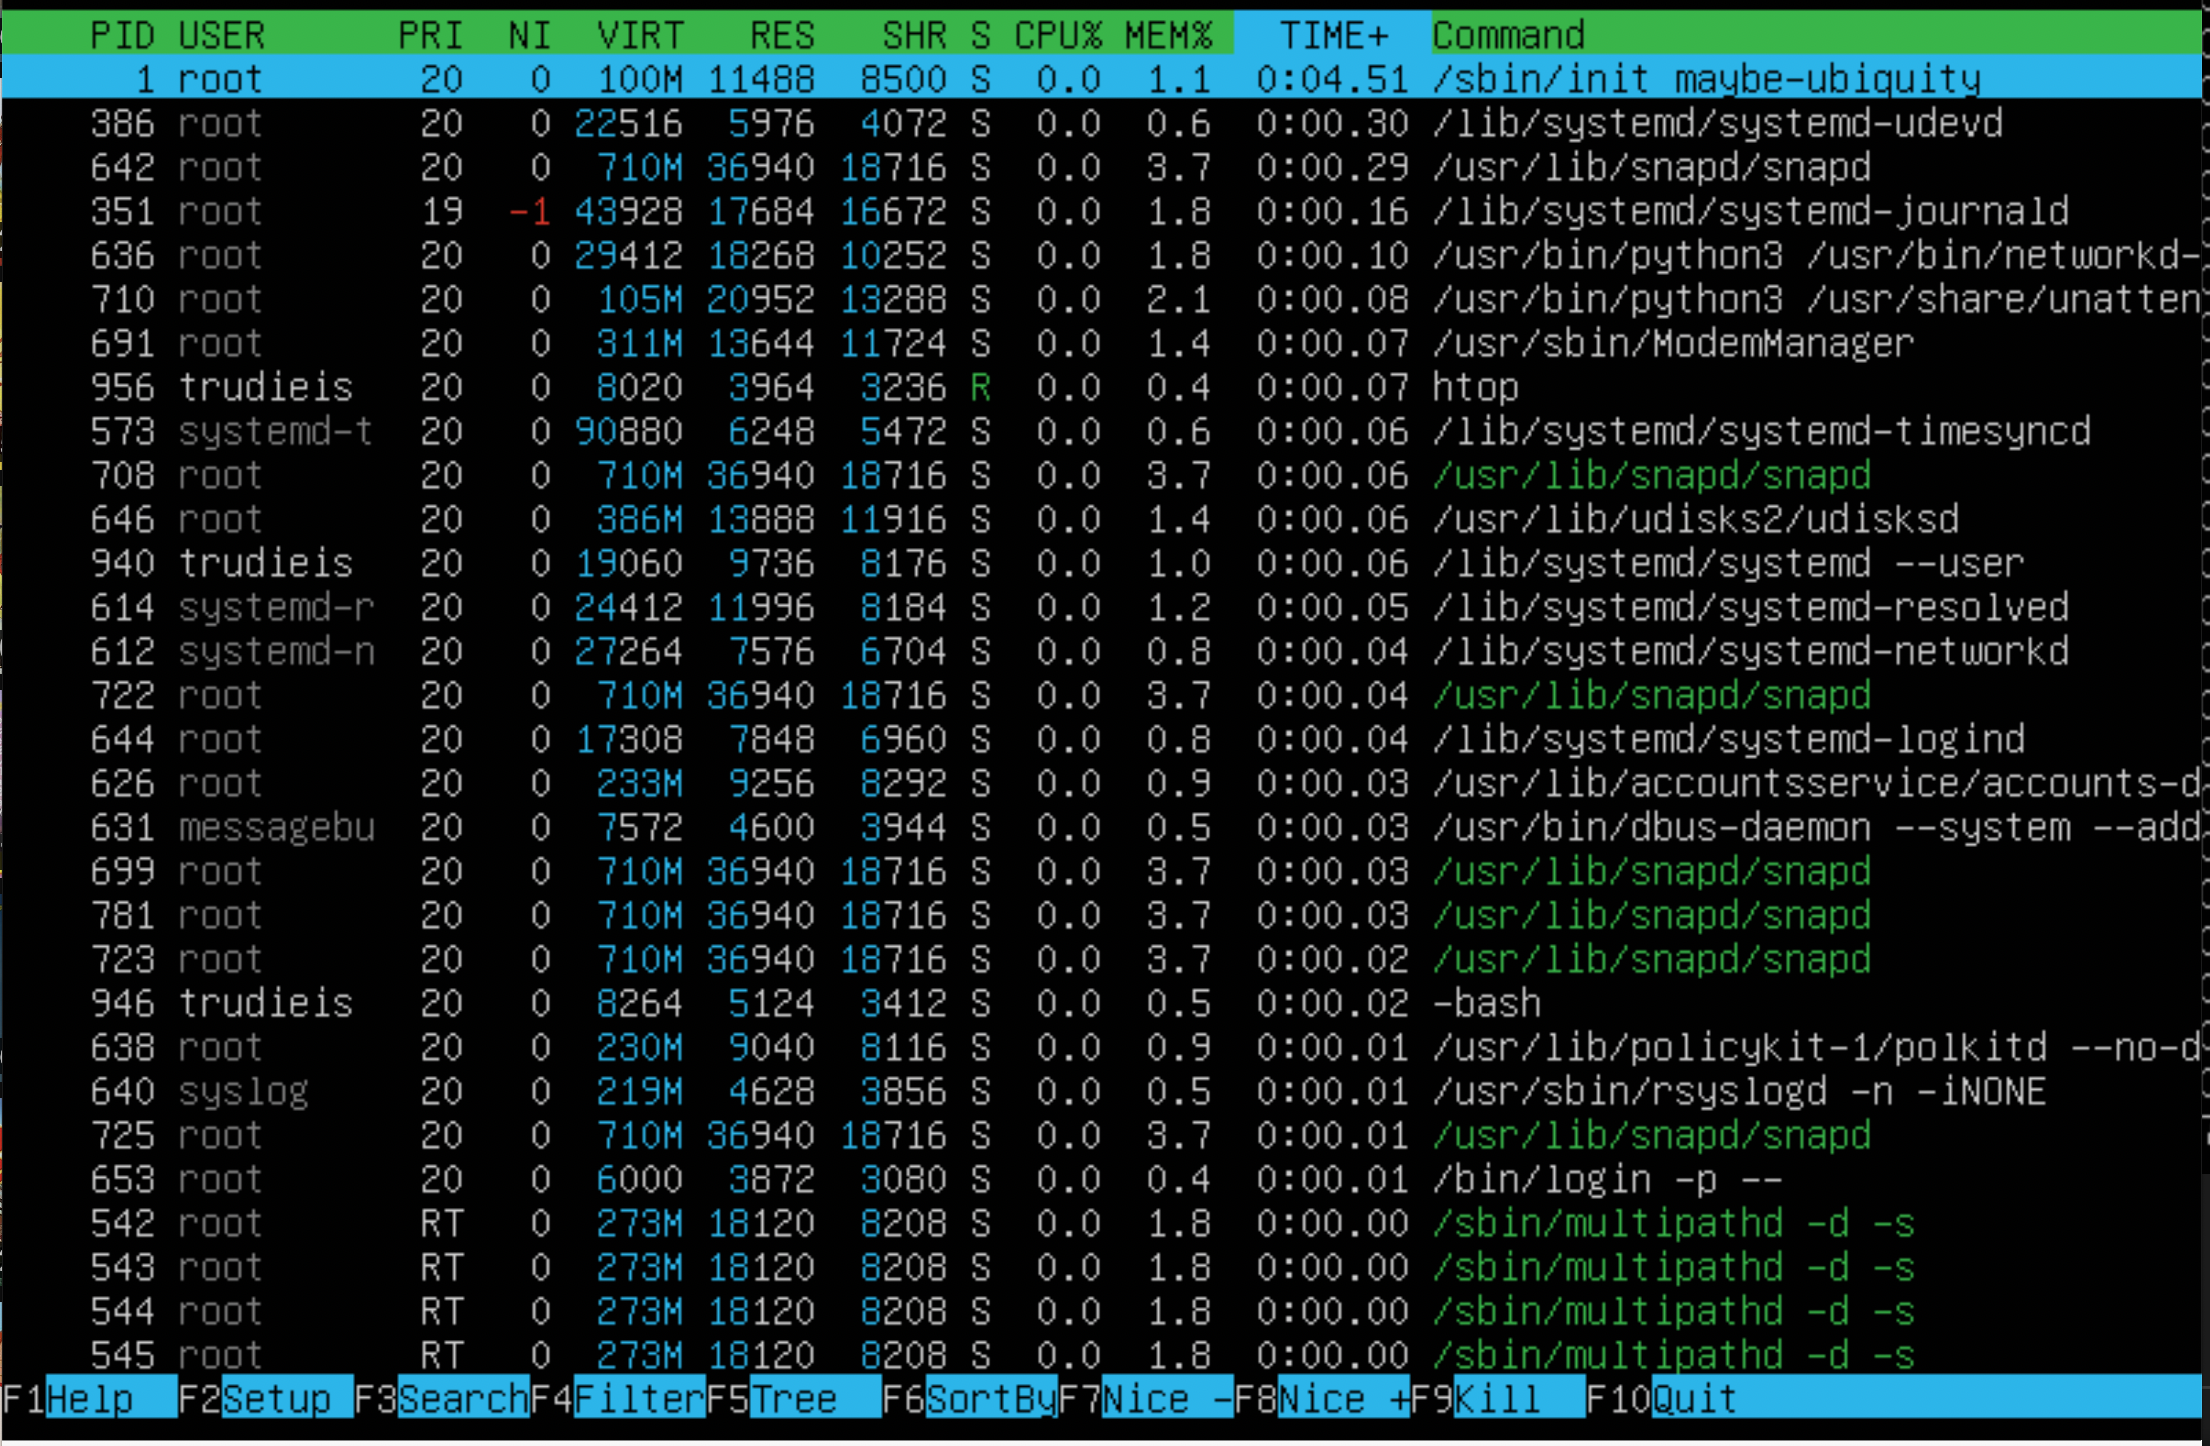 PID USER PRI NI VIRT RES SHR S CPU% MEM% TIME+ Command
1 root 20 0 100M 11488 8500 S 0.0 1.1 0:04.51 /sbin/init maybe-ubiquity
386 root 20 0 22516 5976 4072 S 0.0 0.6 0:00.30 /lib/systemd/systemd-udevd
642 root 20 0 710M 36940 18716 S 0.0 3.7 0:00.29 /usr/lib/snapd/snapd
351 root 19 -1 43928 17684 16672 S 0.0 1.8 0:00.16 /lib/systemd/systemd-journald
636 root 20 0 29412 18268 10252 S 0.0 1.8 0:00.10 /usr/bin/python3 /usr/bin/networkd-
710 root 20 0 105M 20952 13288 S 0.0 2.1 0:00.08 /usr/bin/python3 /usr/share/unatten
691 root 20 0 311M 13644 11724 S 0.0 1.4 0:00.07 /usr/sbin/ModemManager
956 trudieis 20 0 8020 3964 3236 R 0.0 0.4 0:00.07 htop
573 systemd-t 20 0 90880 6248 5472 S 0.0 0.6 0:00.06 /lib/systemd/systemd-timesyncd
708 root 20 0 710M 36940 18716 S 0.0 3.7 0:00.06 /usr/lib/snapd/snapd
646 root 20 0 386M 13888 11916 S 0.0 1.4 0:00.06 /usr/lib/udisks2/udisksd
940 trudieis 20 0 19060 9736 8176 S 0.0 1.0 0:00.06 /lib/systemd/systemd --user
614 systemd-r 20 0 24412 11996 8184 S 0.0 1.2 0:00.05 /lib/systemd/systemd-resolved
612 systemd-n 20 0 27264 7576 6704 S 0.0 0.8 0:00.04 /lib/systemd/systemd-networkd
722 root 20 0 710M 36940 18716 S 0.0 3.7 0:00.04 /usr/lib/snapd/snapd
644 root 20 0 17308 7848 6960 S 0.0 0.8 0:00.04 /lib/systemd/systemd-logind
626 root 20 0 233M 9256 8292 S 0.0 0.9 0:00.03 /usr/lib/accountsservice/accounts-d
631 messagebu 20 0 7572 4600 3944 S 0.0 0.5 0:00.03 /usr/bin/dbus-daemon --system --add
699 root 20 0 710M 36940 18716 S 0.0 3.7 0:00.03 /usr/lib/snapd/snapd
781 root 20 0 710M 36940 18716 S 0.0 3.7 0:00.03 /usr/lib/snapd/snapd
723 root 20 0 710M 36940 18716 S 0.0 3.7 0:00.02 /usr/lib/snapd/snapd
946 trudieis 20 0 8264 5124 3412 S 0.0 0.5 0:00.02 -bash
638 root 20 0 230M 9040 8116 S 0.0 0.9 0:00.01 /usr/lib/policykit-1/polkitd --no-d
640 syslog 20 0 219M 4628 3856 S 0.0 0.5 0:00.01 /usr/sbin/rsyslogd -n -iNONE
725 root 20 0 710M 36940 18716 S 0.0 3.7 0:00.01 /usr/lib/snapd/snapd
653 root 20 0 6000 3872 3080 S 0.0 0.4 0:00.01 /bin/login -p --
542 root RT 0 273M 18120 8208 S 0.0 1.8 0:00.00 /sbin/multipathd -d -s
543 root RT 0 273M 18120 8208 S 0.0 1.8 0:00.00 /sbin/multipathd -d -s
544 root RT 0 273M 18120 8208 S 0.0 1.8 0:00.00 /sbin/multipathd -d -s
545 root RT 0 273M 18120 8208 S 0.0 1.8 0:00.00 /sbin/multipathd -d -s
F1Help F2Setup F3SearchF4FilterF5Tree F6SortByF7Nice -F8Nice +F9Kill F10Quit